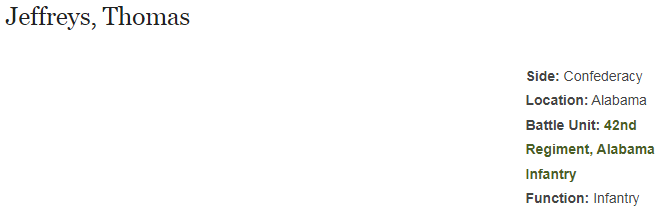 Jeffreys, Thomas
Side: Confederacy
Location: Alabama
Battle Unit: 42nd
Regiment, Alabama
Infantry
Function: Infantry